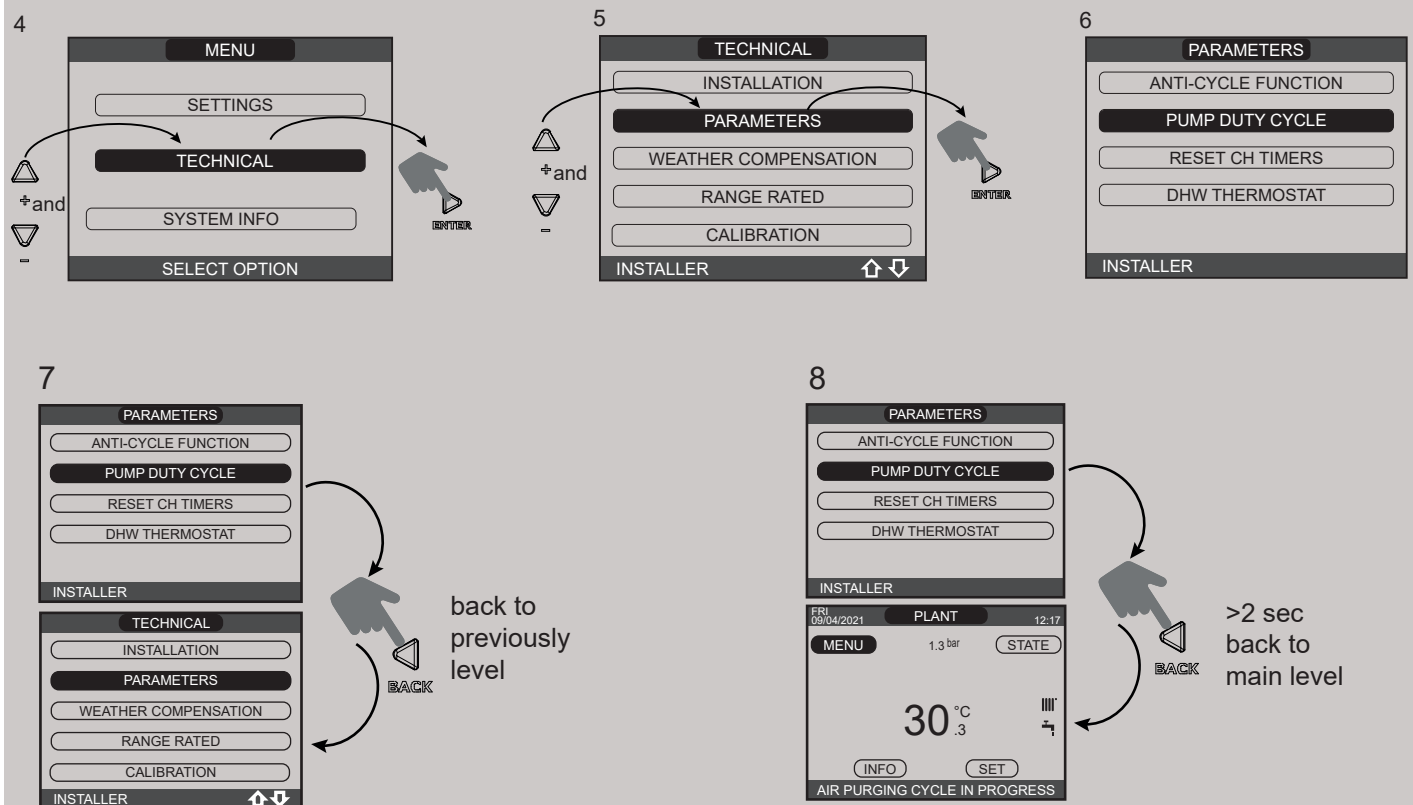 4
MENU
SETTINGS
TECHNICAL
SYSTEM INFO
SELECT OPTION
+and
-
ENTER
5
TECHNICAL
INSTALLATION
PARAMETERS
WEATHER COMPENSATION
RANGE RATED
CALIBRATION
INSTALLER
+and
-
ENTER
6
PARAMETERS
ANTI-CYCLE FUNCTION
PUMP DUTY CYCLE
RESET CH TIMERS
DHW THERMOSTAT
INSTALLER
7
PARAMETERS
ANTI-CYCLE FUNCTION
PUMP DUTY CYCLE
RESET CH TIMERS
DHW THERMOSTAT
INSTALLER
TECHNICAL
INSTALLATION
PARAMETERS
WEATHER COMPENSATION
RANGE RATED
CALIBRATION
INSTALLER
BACK
back to
previously
level
8
PARAMETERS
ANTI-CYCLE FUNCTION
PUMP DUTY CYCLE
RESET CH TIMERS
DHW THERMOSTAT
INSTALLER
FRI
09/04/2021 PLANT 12:17
MENU 1.3 bar STATE
30 .3 °C
INFO SET
AIR PURGING CYCLE IN PROGRESS
BACK
>2 sec
back to
main level